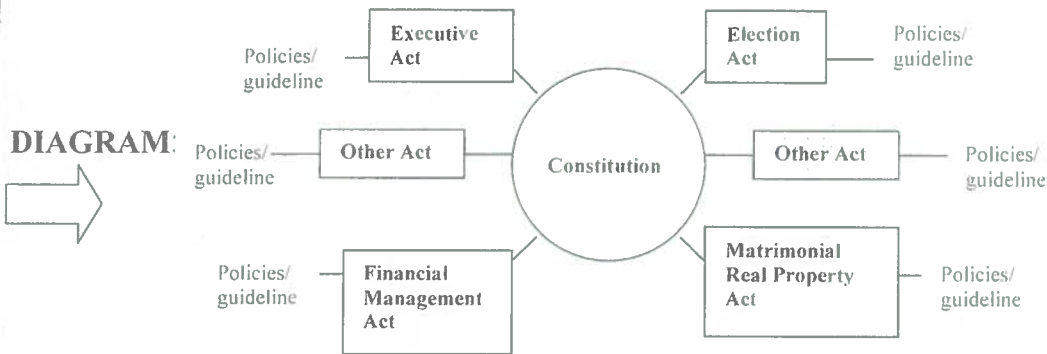 Executive
Act
Policies/
guideline
Election
Act
Policies/
guideline
DIAGRAM:
Policies/
guideline
Other Act
Constitution
Other Act
Policies/
guideline
Policies/
guideline
Financial
Management
Act
Matrimonial
Real Property
Act
Policies/
guideline